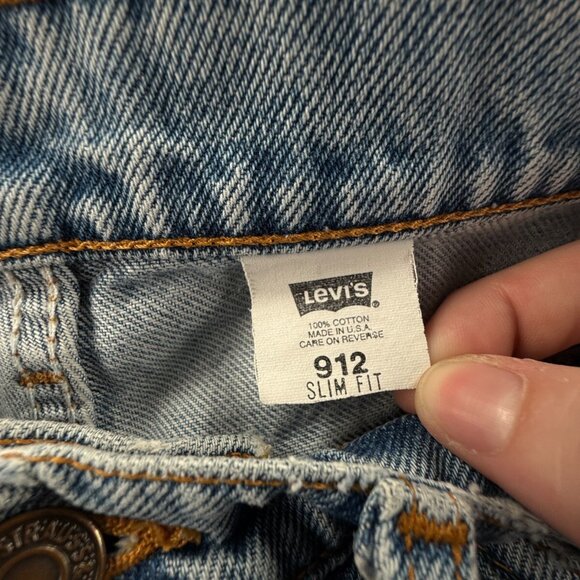 LEVI'S
®
100% COTTON
MADE IN U.S.A.
CARE ON REVERSE
912
SLIM FIT